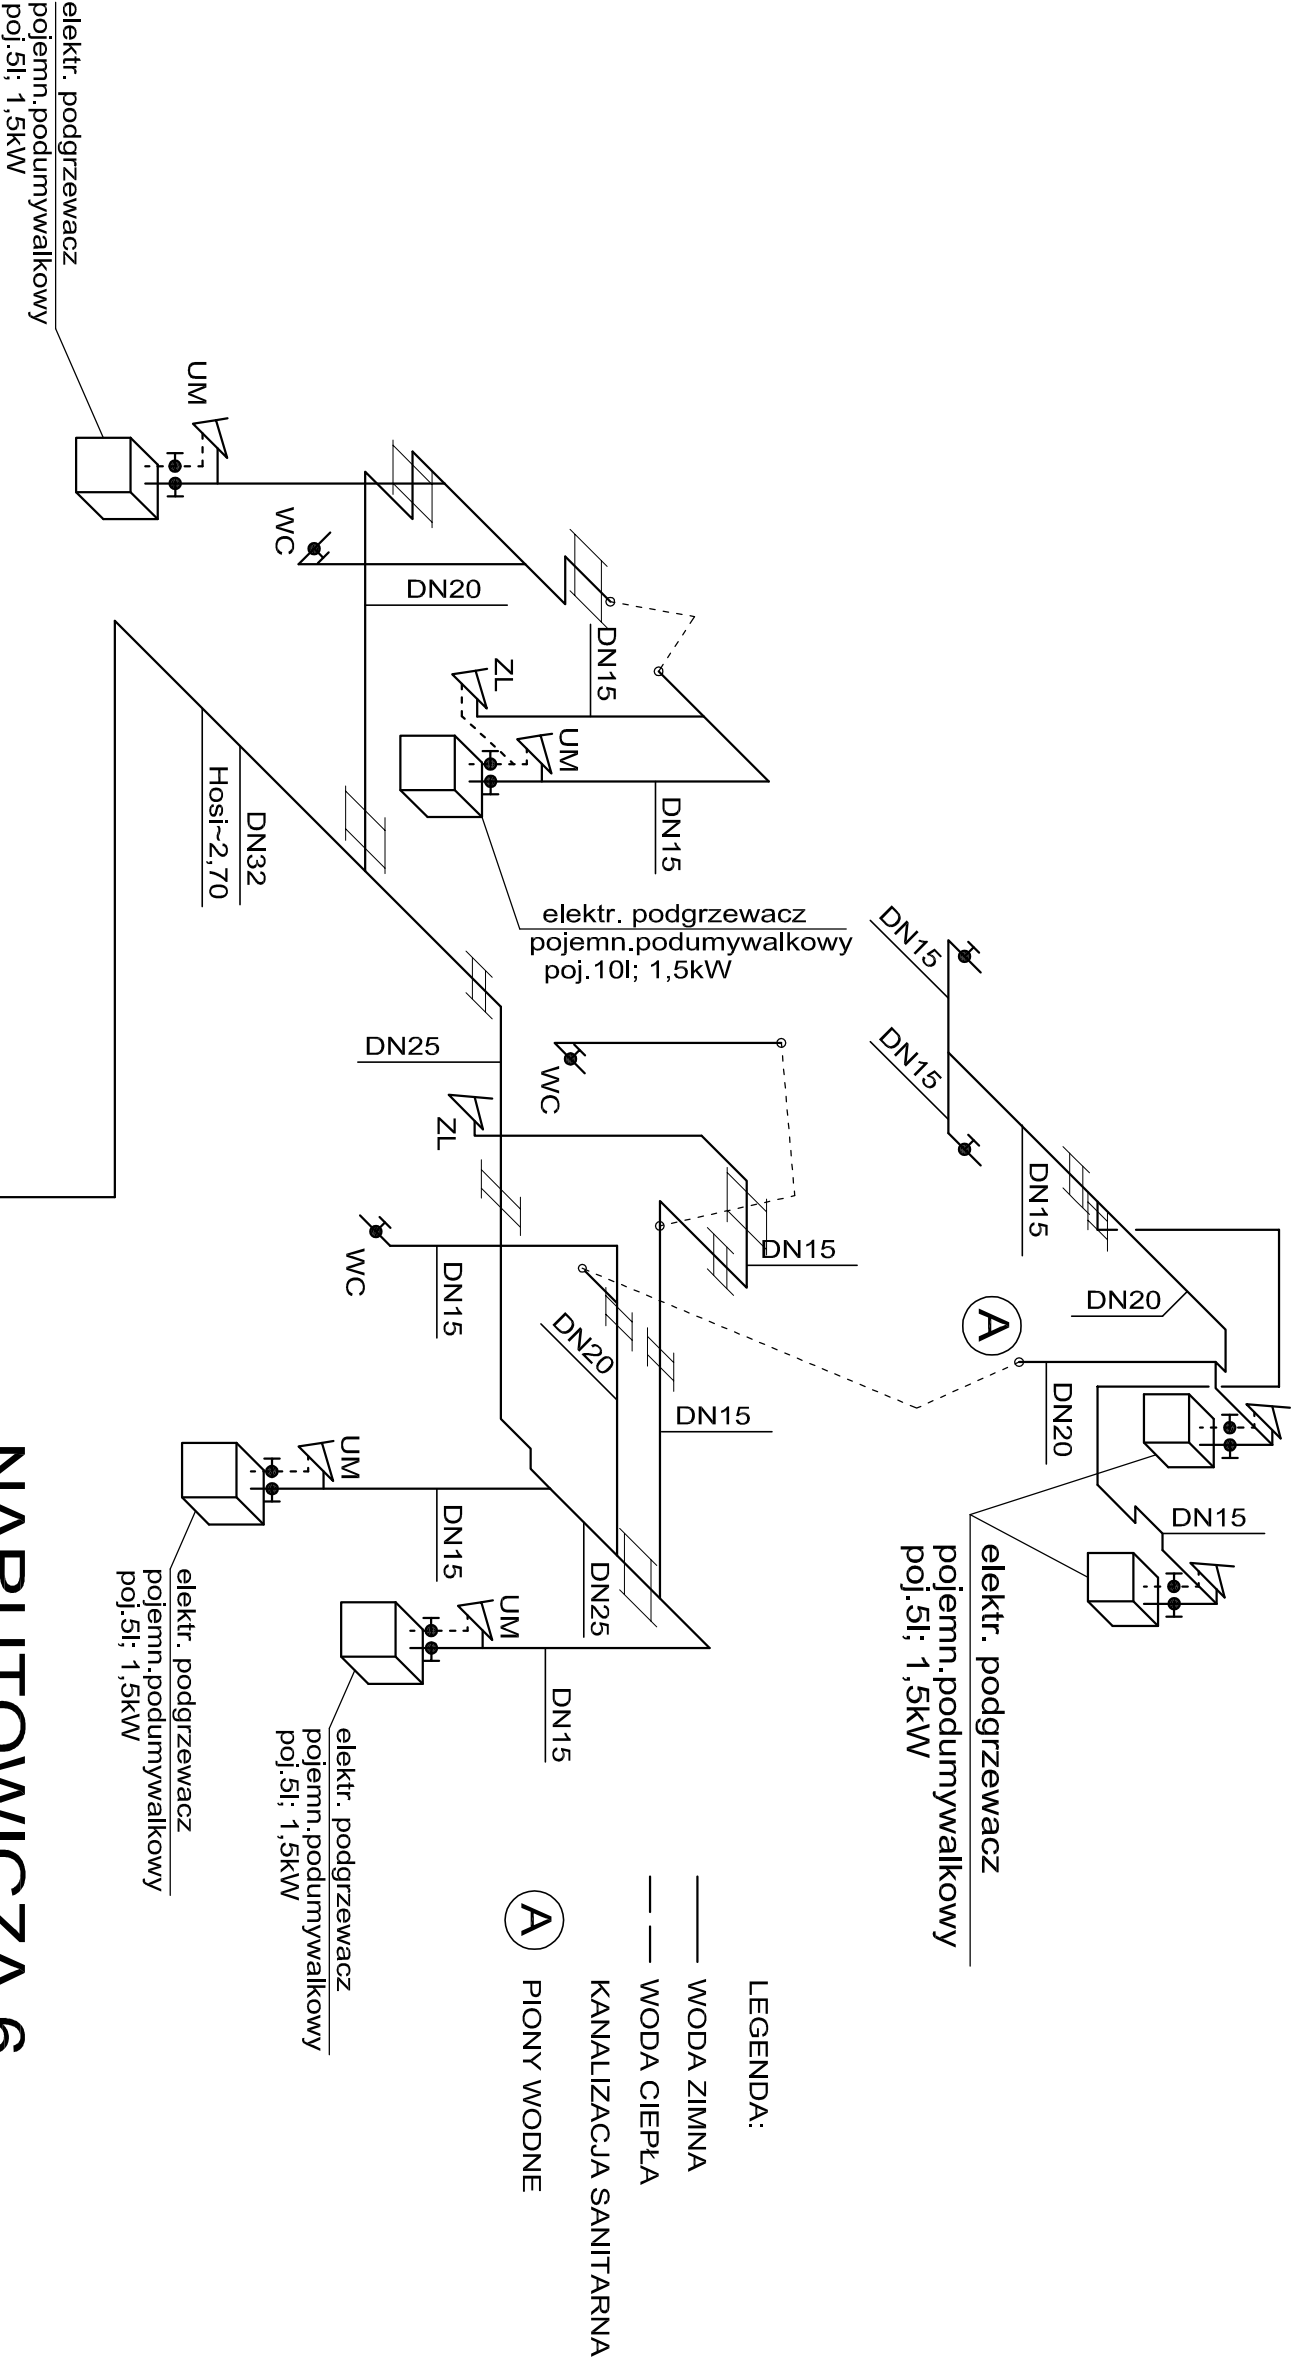 elektr. podgrzewacz
pojemn.podumywalkowy
poj.5l; 1,5kW
UM
WC
DN20
DN15
ZL
UM
DN15
elektr. podgrzewacz
pojemn.podumywalkowy
poj.10l; 1,5kW
DN32
Hosi~2,70
DN25
WC
ZL
DN15
WC
DN15
DN20
DN15
DN15
DN15
DN15
DN20
A
DN20
DN15
elektr. podgrzewacz
pojemn.podumywalkowy
poj.5l; 1,5kW
UM
DN15
DN25
UM
DN15
elektr. podgrzewacz
pojemn.podumywalkowy
poj.5l; 1,5kW
elektr. podgrzewacz
pojemn.podumywalkowy
poj.5l; 1,5kW
LEGENDA:
WODA ZIMNA
WODA CIEPŁA
KANALIZACJA SANITARNA
A PIONY WODNE
NARUTOWICZA 6